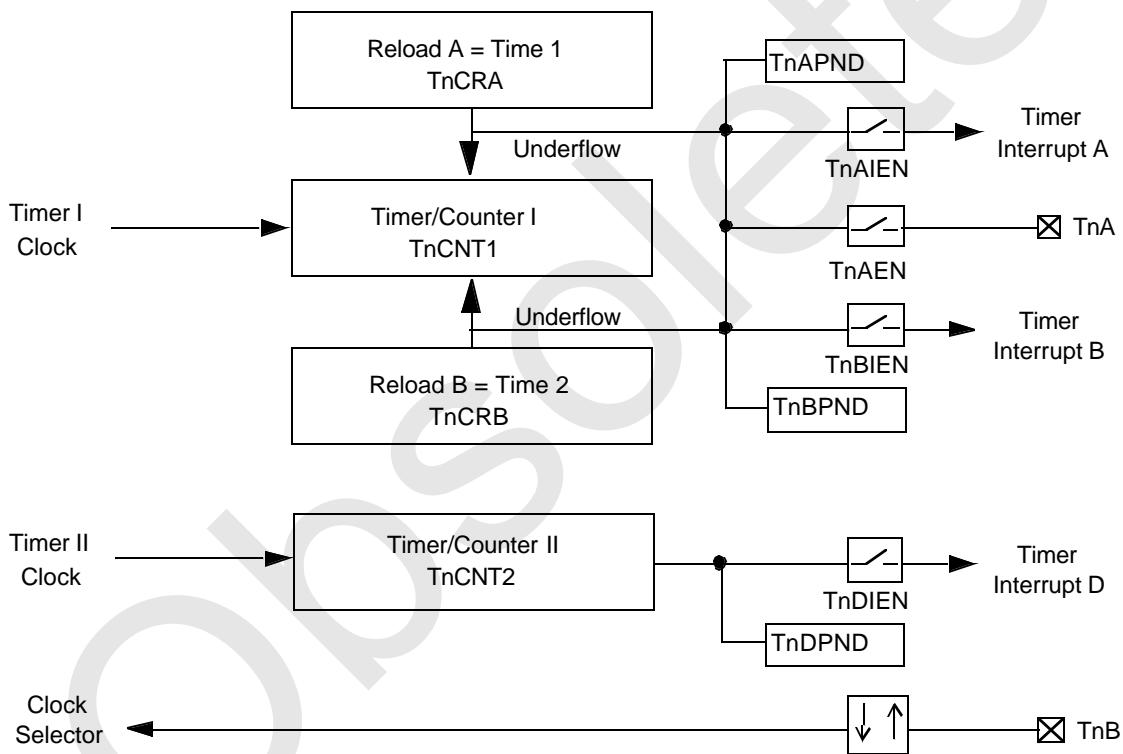 Reload A = Time 1
TnCRA
TnAPND
Underflow
TnAIEN
Timer
Interrupt A
Timer I
Clock
Timer/Counter I
TnCNT1
TnAEN
TnA
Underflow
TnBIEN
Timer
Interrupt B
Reload B = Time 2
TnCRB
TnBPND
Timer II
Clock
Timer/Counter II
TnCNT2
TnDIEN
Timer
Interrupt D
TnDPND
Clock
Selector
TnB
Obsolete